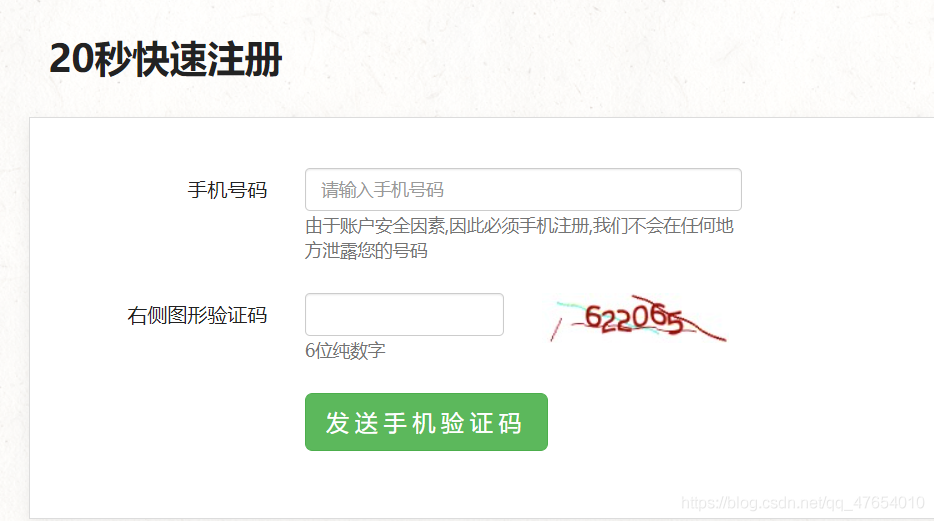 20秒快速注册
手机号码
请输入手机号码
由于账户安全因素,因此必须手机注册,我们不会在任何地
方泄露您的号码
右侧图形验证码
622065
6位纯数字
发送手机验证码
https://blog.csdn.net/qq_47654010